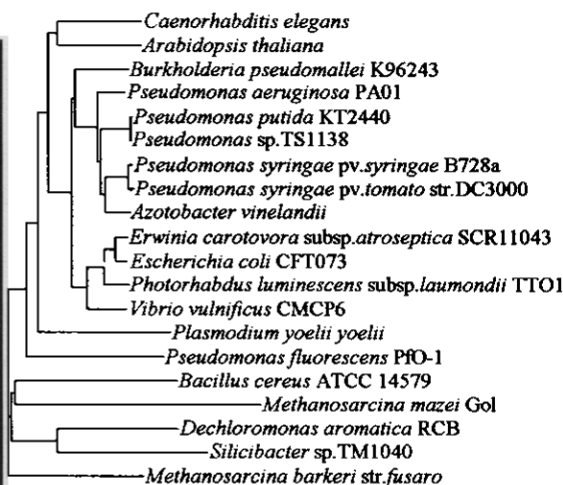 Caenorhabditis elegans
Arabidopsis thaliana
Burkholderia pseudomallei K96243
Pseudomonas aeruginosa PA01
Pseudomonas putida KT2440
Pseudomonas sp.TS1138
Pseudomonas syringae pv.syringae B728a
Pseudomonas syringae pv.tomato str.DC3000
Azotobacter vinelandii
Erwinia carotovora subsp.atroseptica SCR11043
Escherichia coli CFT073
Photorhabdus luminescens subsp.laumondii TTO1
Vibrio vulnificus CMCP6
Plasmodium yoelii yoelii
Pseudomonas fluorescens PfO-1
Bacillus cereus ATCC 14579
Methanosarcina mazei Gol
Dechloromonas aromatica RCB
Silicibacter sp.TM1040
Methanosarcina barkeri str.fusaro